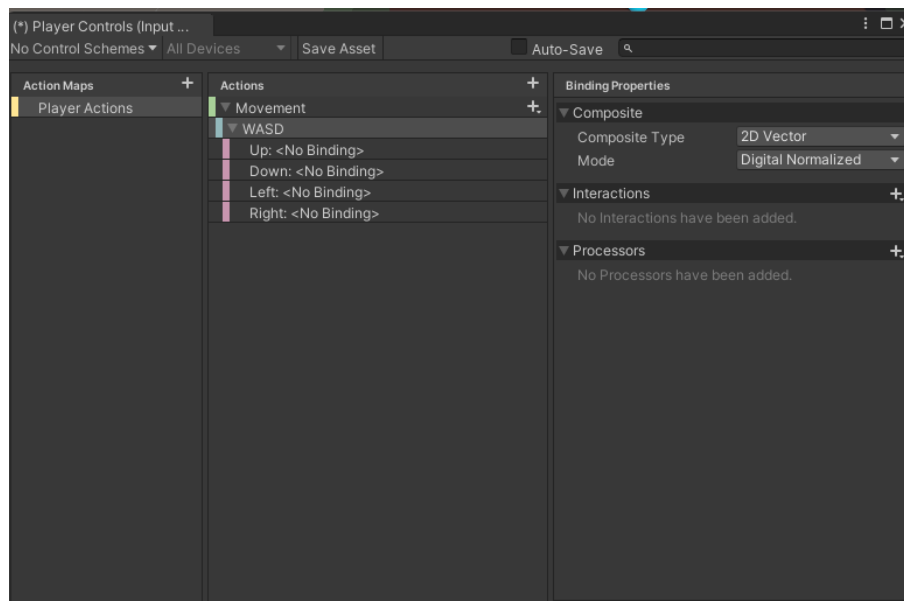 (*) Player Controls (Input ...
No Control Schemes All Devices Save Asset Auto-Save
Action Maps
Player Actions
Actions
Movement
WASD
Up: <No Binding>
Down: <No Binding>
Left: <No Binding>
Right: <No Binding>
Binding Properties
Composite
Composite Type 2D Vector
Mode Digital Normalized
Interactions
No Interactions have been added.
Processors
No Processors have been added.